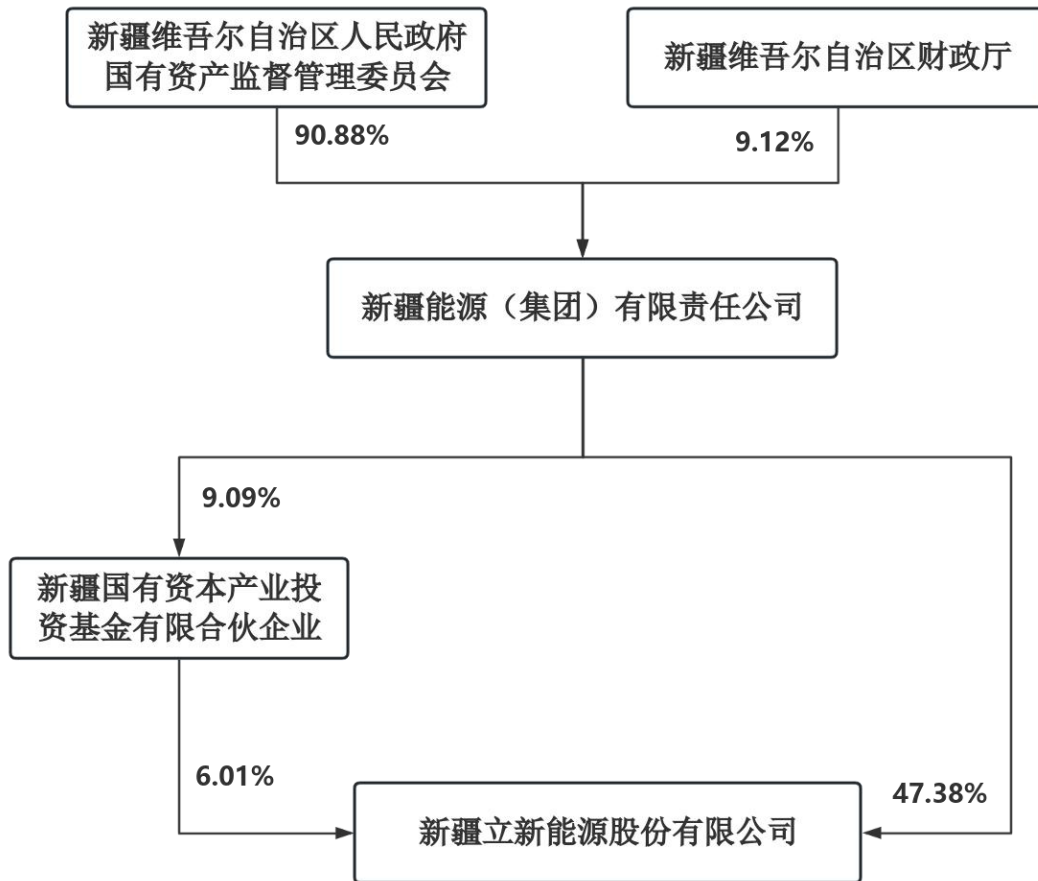 新疆维吾尔自治区人民政府
国有资产监督管理委员会
新疆维吾尔自治区财政厅
90.88%
9.12%
新疆能源（集团）有限责任公司
9.09%
新疆国有资本产业投
资基金有限合伙企业
6.01%
47.38%
新疆立新能源股份有限公司